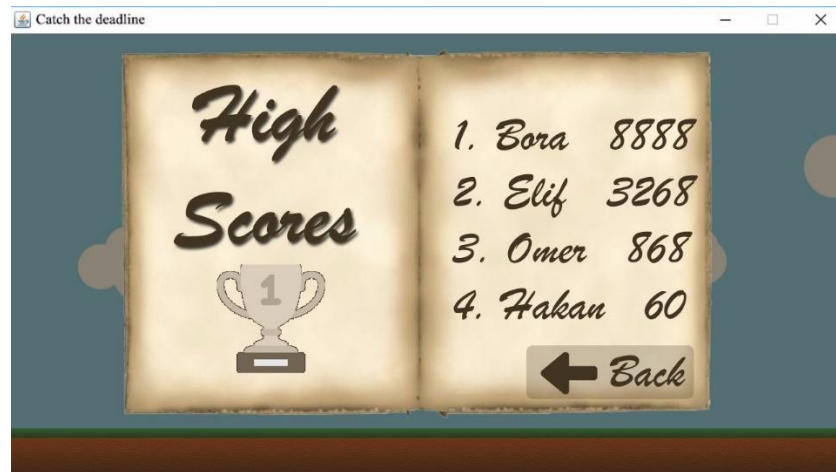 Catch the deadline
High
Scores
1
1. Bora 8888
2. Elif 3268
3. Omer 868
4. Hakan 60
Back